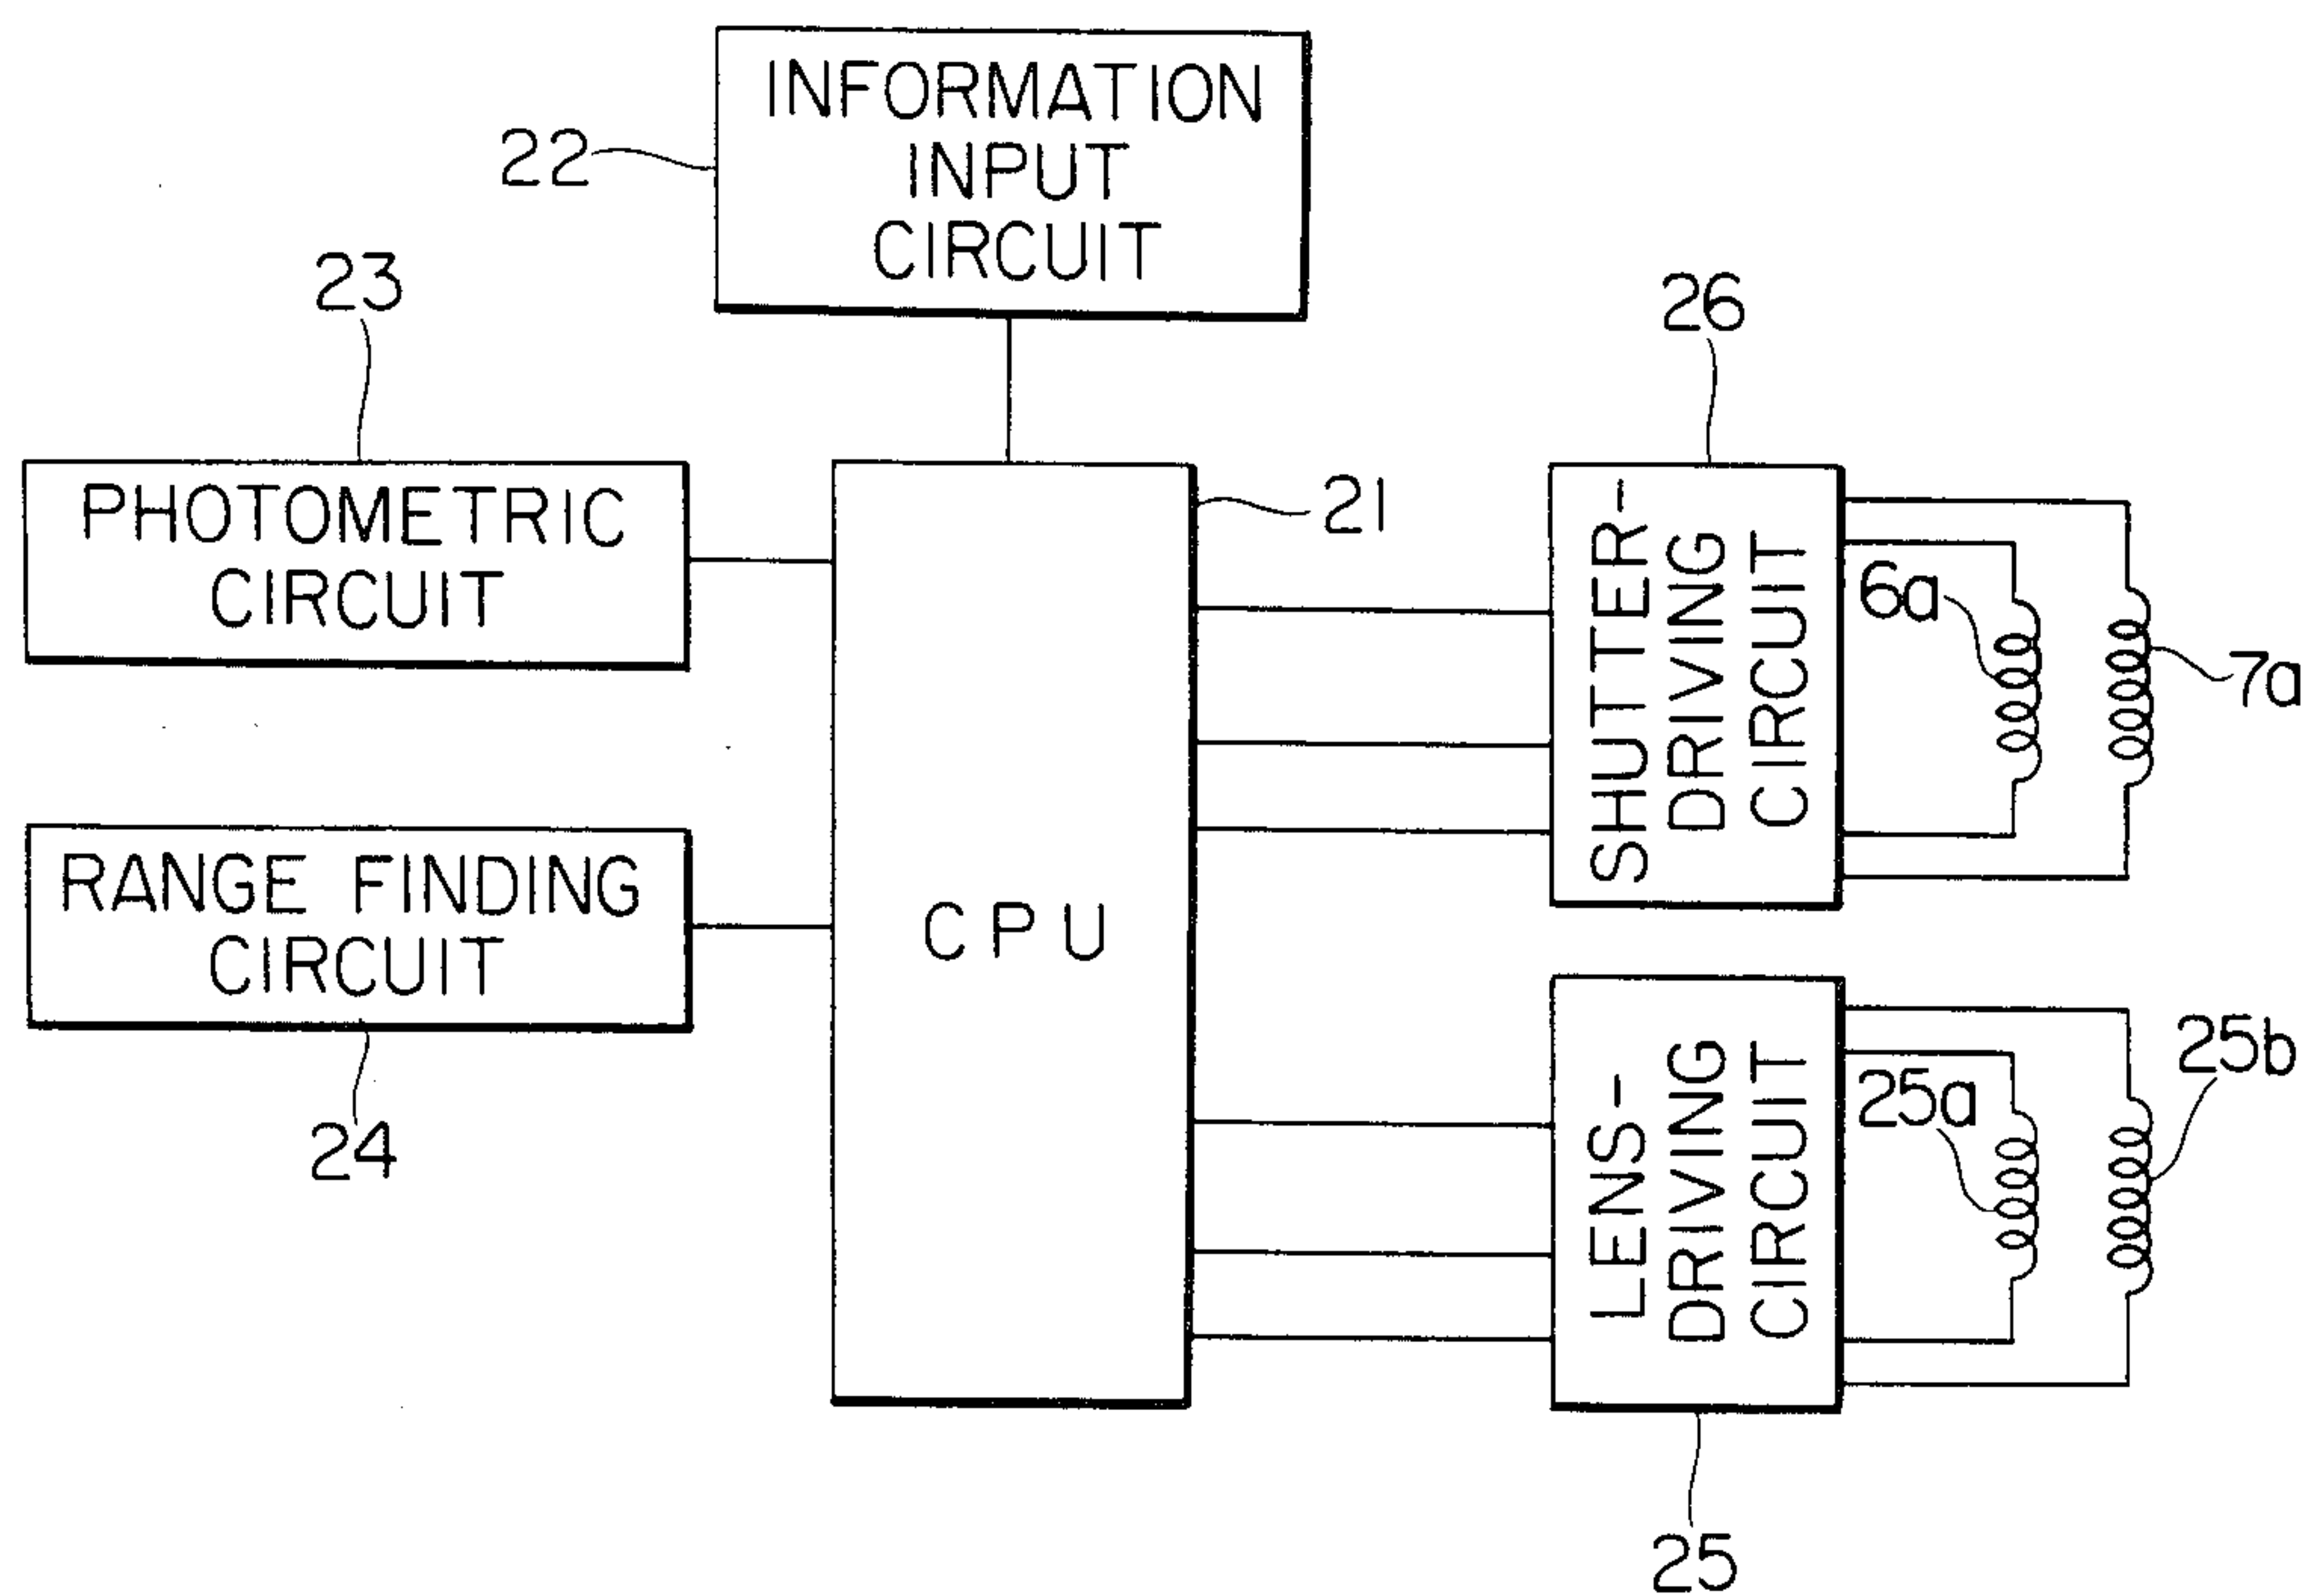 INFORMATION
INPUT
CIRCUIT
22
23
26
PHOTOMETRIC
CIRCUIT
21
SHUTTER-
DRIVING
CIRCUIT
6a
7a
RANGE FINDING
CIRCUIT
24
CPU
LENS-
DRIVING
CIRCUIT
25a
25b
25